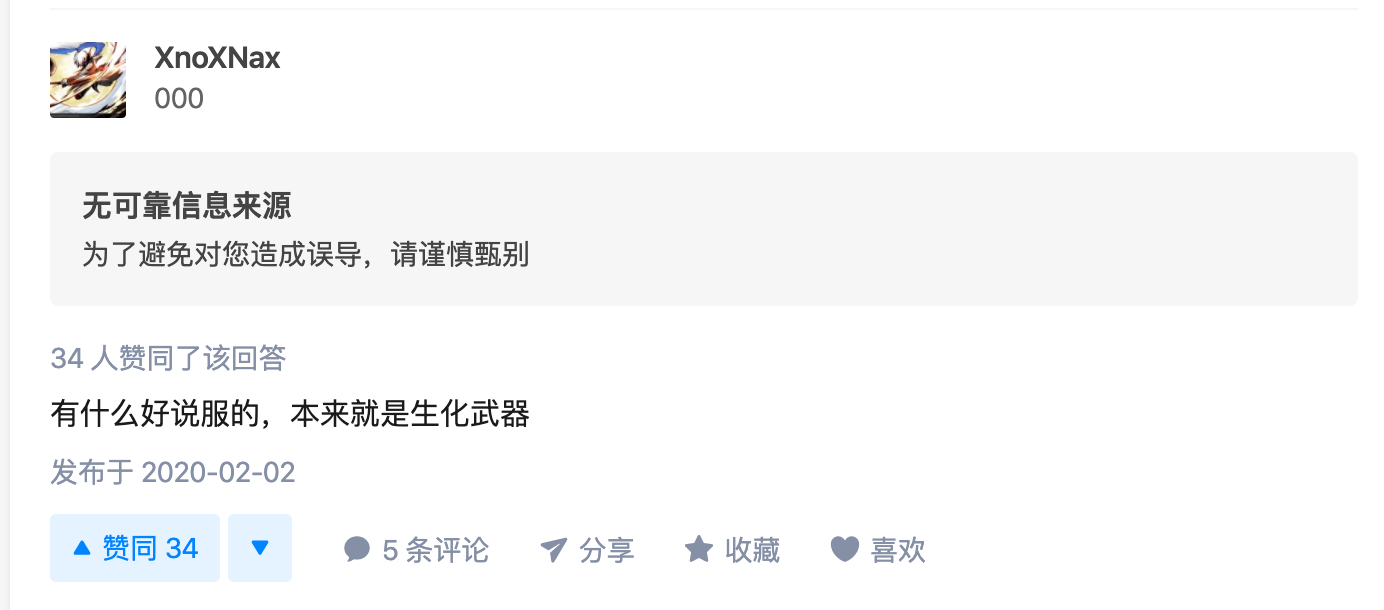 XnoXNax
000
无可靠信息来源
为了避免对您造成误导，请谨慎甄别
34 人赞同了该回答
有什么好说服的，本来就是生化武器
发布于 2020-02-02
赞同 34 5 条评论 分享 收藏 喜欢